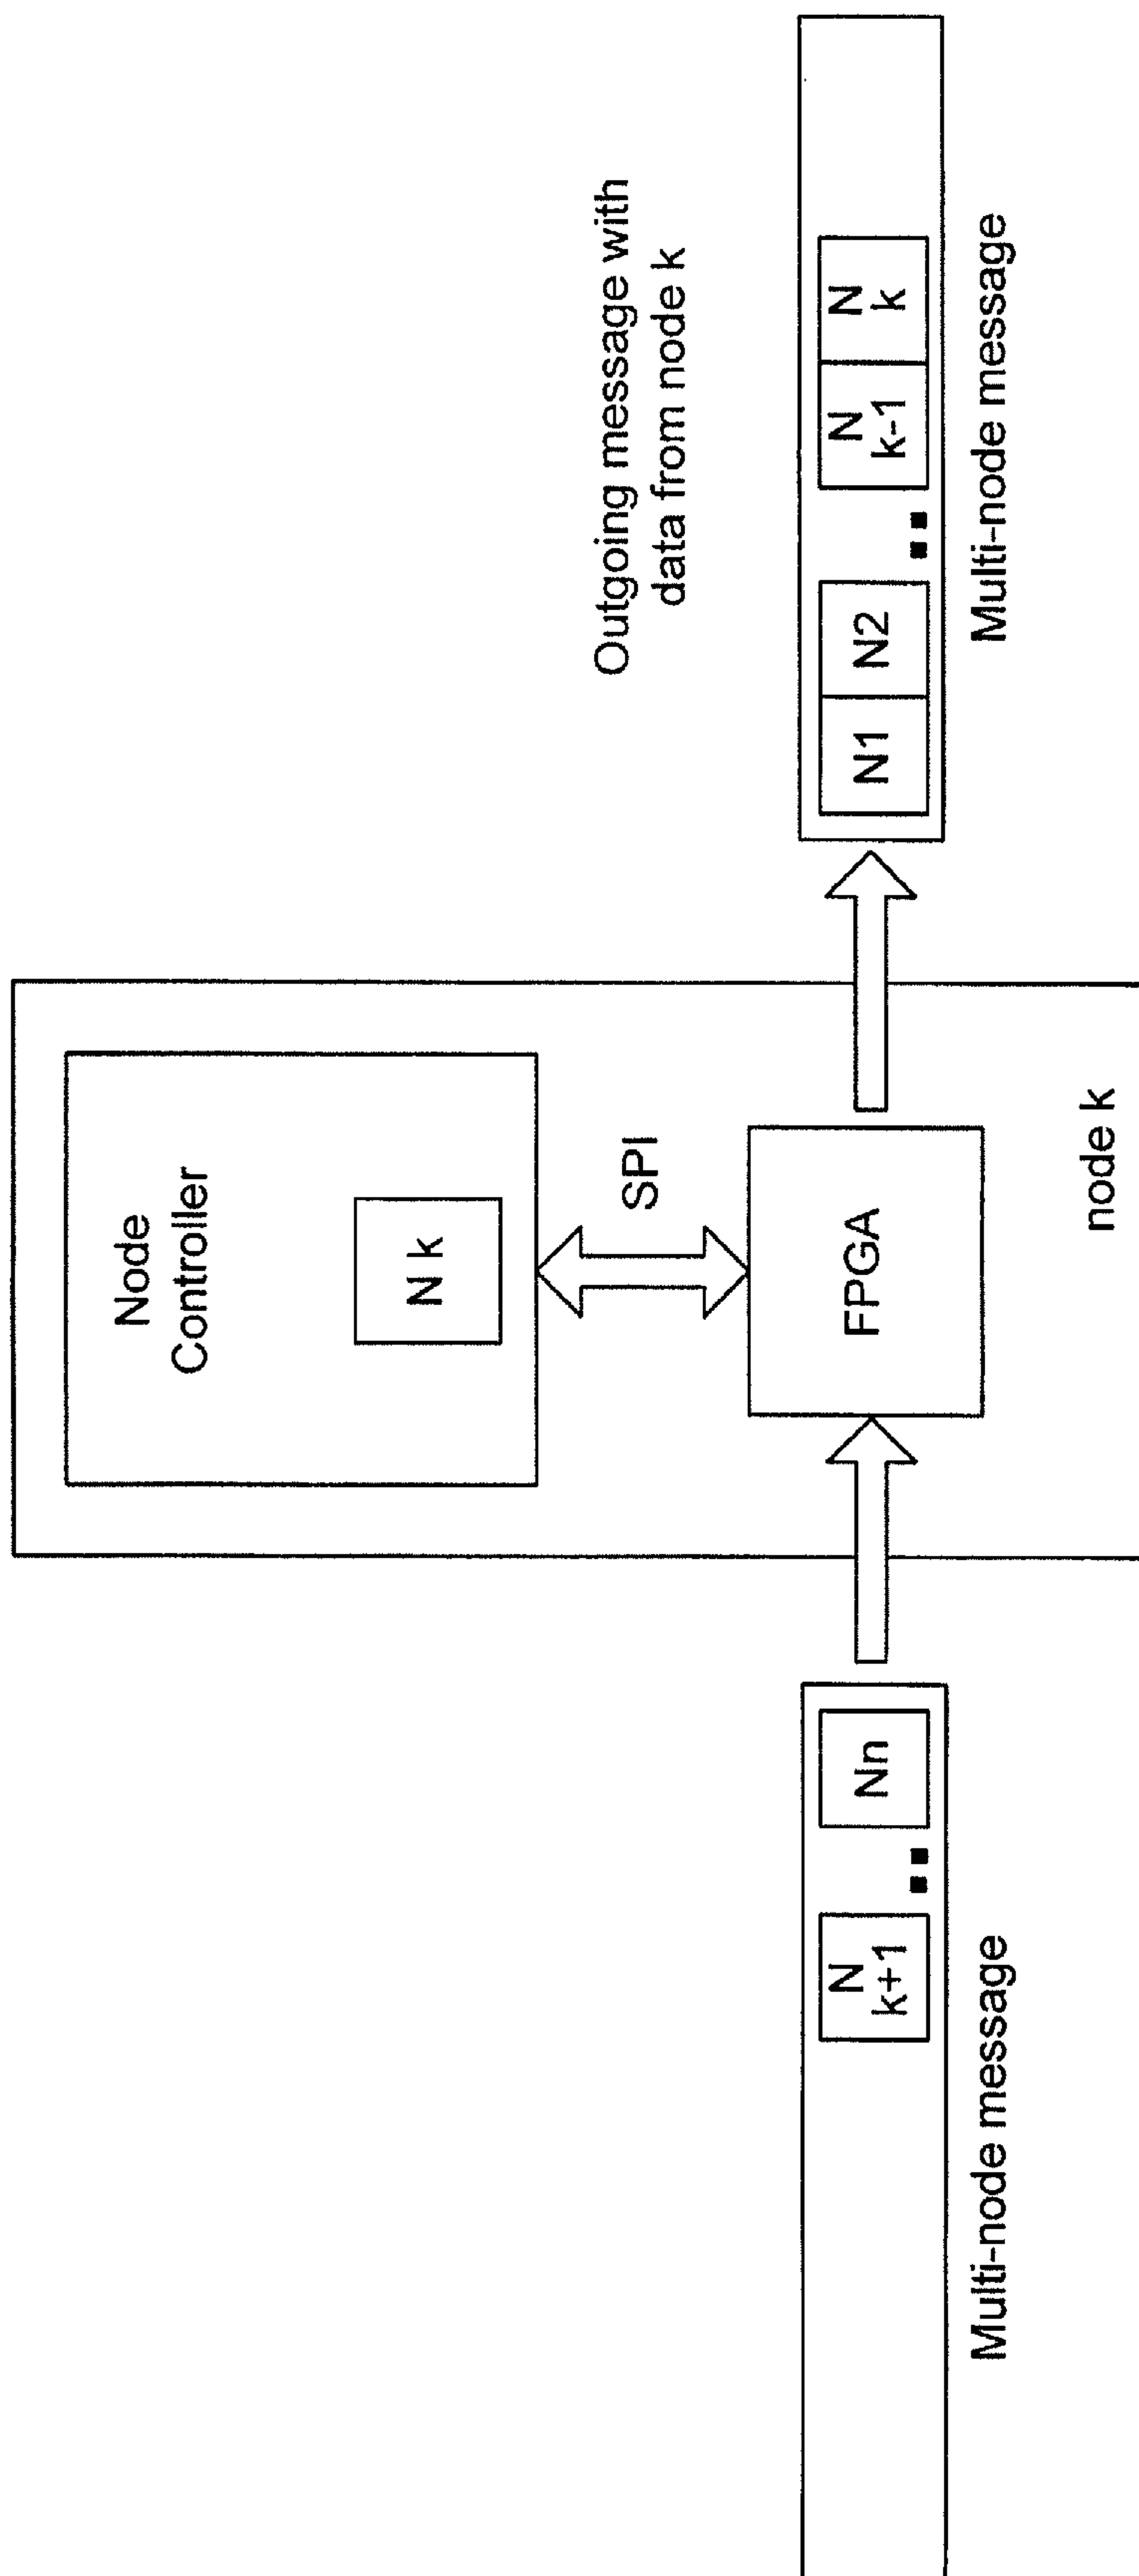 Node
Controller
N k
SPI
FPGA
node k
Nn
N
k+1
Multi-node message
Outgoing message with
data from node k
N1
N2
N
k-1
N
k
Multi-node message